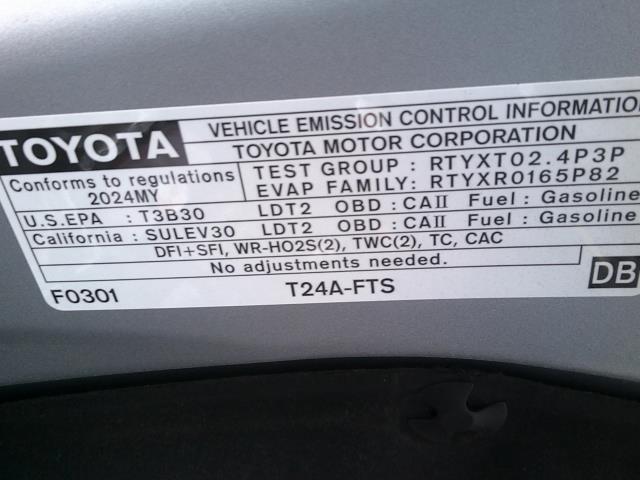 TOYOTA
VEHICLE EMISSION CONTROL INFORMATION
TOYOTA MOTOR CORPORATION
Conforms to regulations
2024MY
TEST GROUP : RTYXT02.4P3P
EVAP FAMILY: RTYXR0165P82
U.S.EPA : T3B30 LDT2 OBD : CAII Fuel : Gasoline
California : SULEV30 LDT2 OBD : CAII Fuel : Gasoline
DFI+SFI, WR-HO2S(2), TWC(2), TC, CAC
No adjustments needed.
F0301 T24A-FTS DB